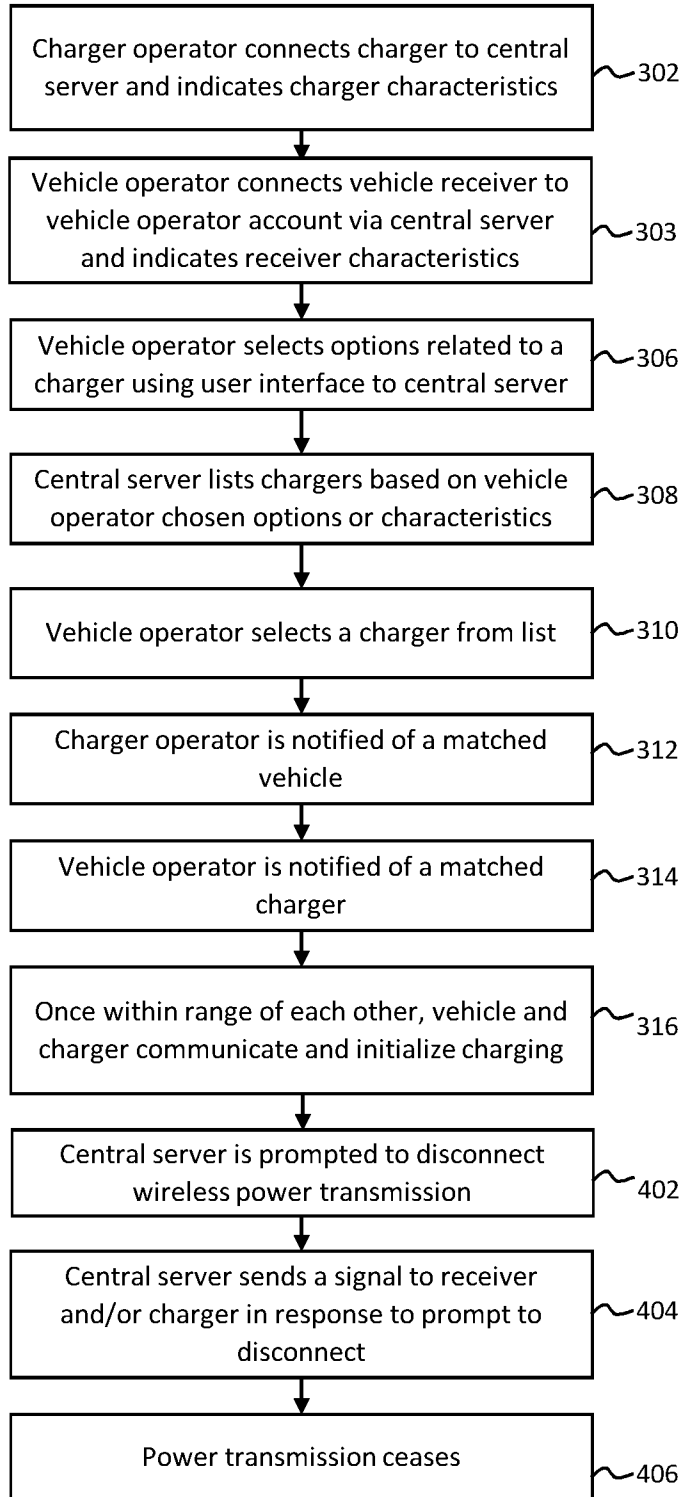 Charger operator connects charger to central
server and indicates charger characteristics
302
Vehicle operator connects vehicle receiver to
vehicle operator account via central server
and indicates receiver characteristics
303
Vehicle operator selects options related to a
charger using user interface to central server
306
Central server lists chargers based on vehicle
operator chosen options or characteristics
308
Vehicle operator selects a charger from list
310
Charger operator is notified of a matched
vehicle
312
Vehicle operator is notified of a matched
charger
314
Once within range of each other, vehicle and
charger communicate and initialize charging
316
Central server is prompted to disconnect
wireless power transmission
402
Central server sends a signal to receiver
and/or charger in response to prompt to
disconnect
404
Power transmission ceases
406